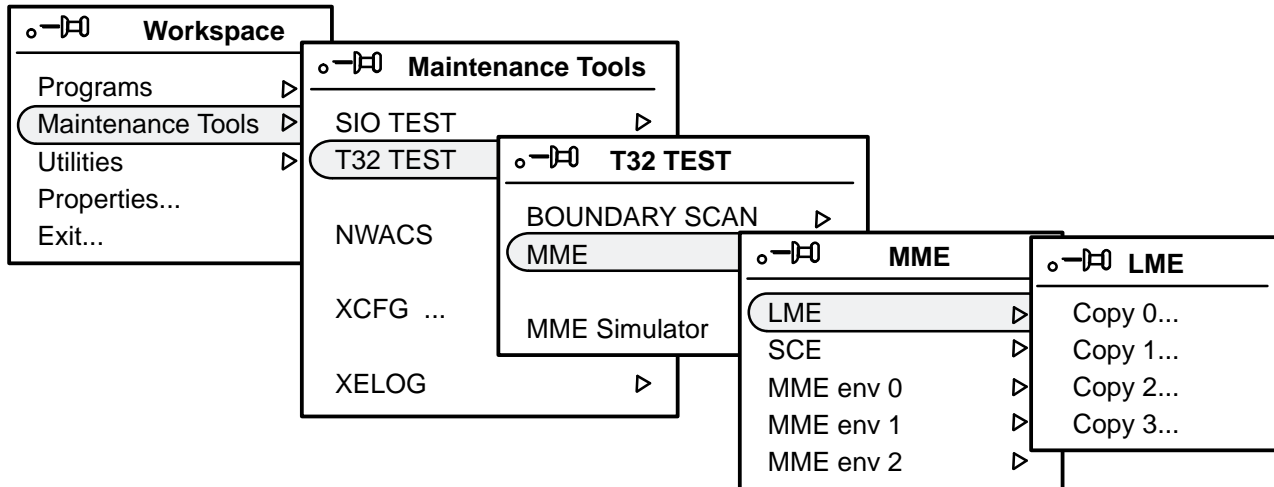 Workspace
Programs
Maintenance Tools
Utilities
Properties...
Exit...
Maintenance Tools
SIO TEST
T32 TEST
NWACS
XCFG ...
XELOG
T32 TEST
BOUNDARY SCAN
MME
MME Simulator
MME
LME
SCE
MME env 0
MME env 1
MME env 2
LME
Copy 0...
Copy 1...
Copy 2...
Copy 3...